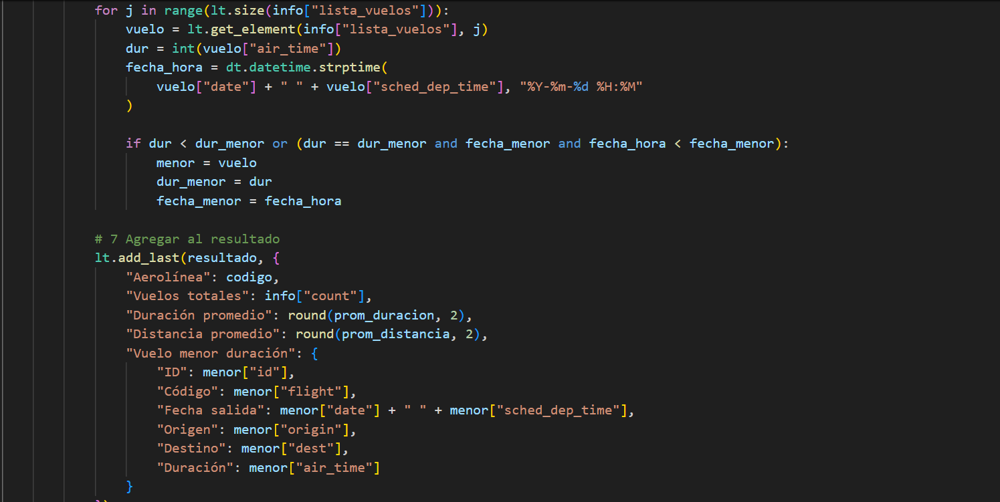 for j in range(lt.size(info["lista_vuelos"])):
    vuelo = lt.get_element(info["lista_vuelos"], j)
    dur = int(vuelo["air_time"])
    fecha_hora = dt.datetime.strptime(
        vuelo["date"] + " " + vuelo["sched_dep_time"], "%Y-%m-%d %H:%M"
    )

    if dur < dur_menor or (dur == dur_menor and fecha_menor and fecha_hora < fecha_menor):
        menor = vuelo
        dur_menor = dur
        fecha_menor = fecha_hora

# 7 Agregar al resultado
lt.add_last(resultado, {
    "Aerolínea": codigo,
    "Vuelos totales": info["count"],
    "Duración promedio": round(prom_duracion, 2),
    "Distancia promedio": round(prom_distancia, 2),
    "Vuelo menor duración": {
        "ID": menor["id"],
        "Código": menor["flight"],
        "Fecha salida": menor["date"] + " " + menor["sched_dep_time"],
        "Origen": menor["origin"],
        "Destino": menor["dest"],
        "Duración": menor["air_time"]
    }